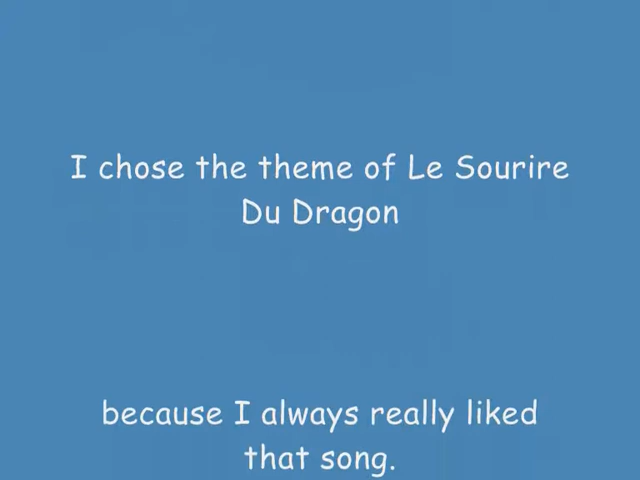 I chose the theme of Le Sourire
Du Dragon
because I always really liked
that song.